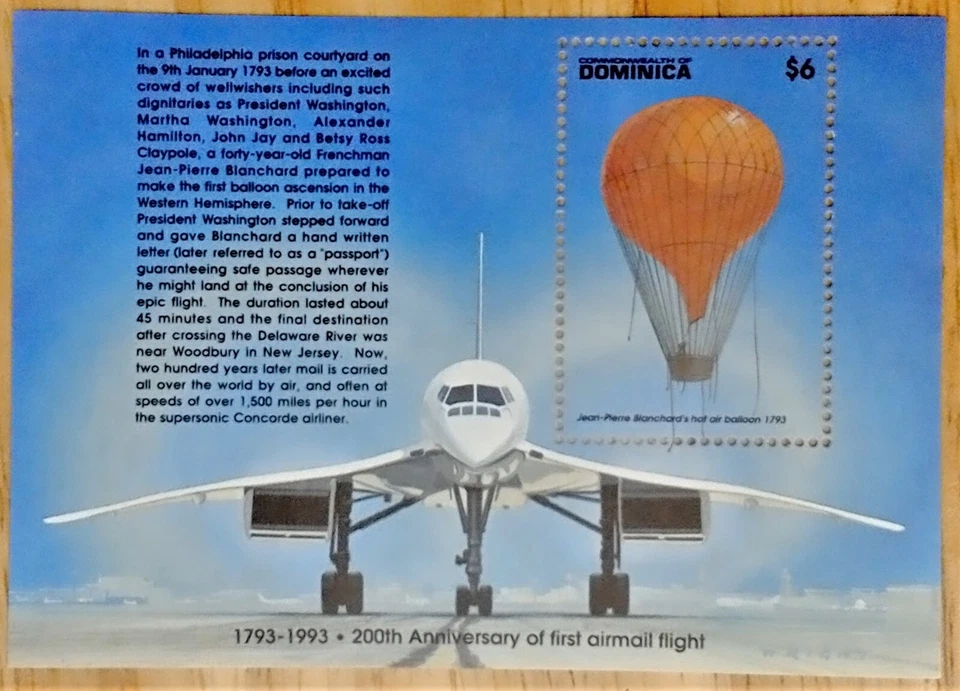 In a Philadelphia prison courtyard on
the 9th January 1793 before an excited
crowd of wellwishers including such
dignitaries as President Washington,
Martha Washington, Alexander
Hamilton, John Jay and Betsy Ross
Claypole, a forty-year-old Frenchman
Jean-Pierre Blanchard prepared to
make the first balloon ascension in the
Western Hemisphere. Prior to take-off
President Washington stepped forward
and gave Blanchard a hand written
letter (later referred to as a "passport")
guaranteeing safe passage wherever
he might land at the conclusion of his
epic flight. The duration lasted about
45 minutes and the final destination
after crossing the Delaware River was
near Woodbury in New Jersey. Now,
two hundred years later mail is carried
all over the world by air, and often at
speeds of over 1,500 miles per hour in
the supersonic Concorde airliner.
COMMONWEALTH OF
DOMINICA $6
Jean-Pierre Blanchard's hot air balloon 1793
1793-1993 • 200th Anniversary of first airmail flight